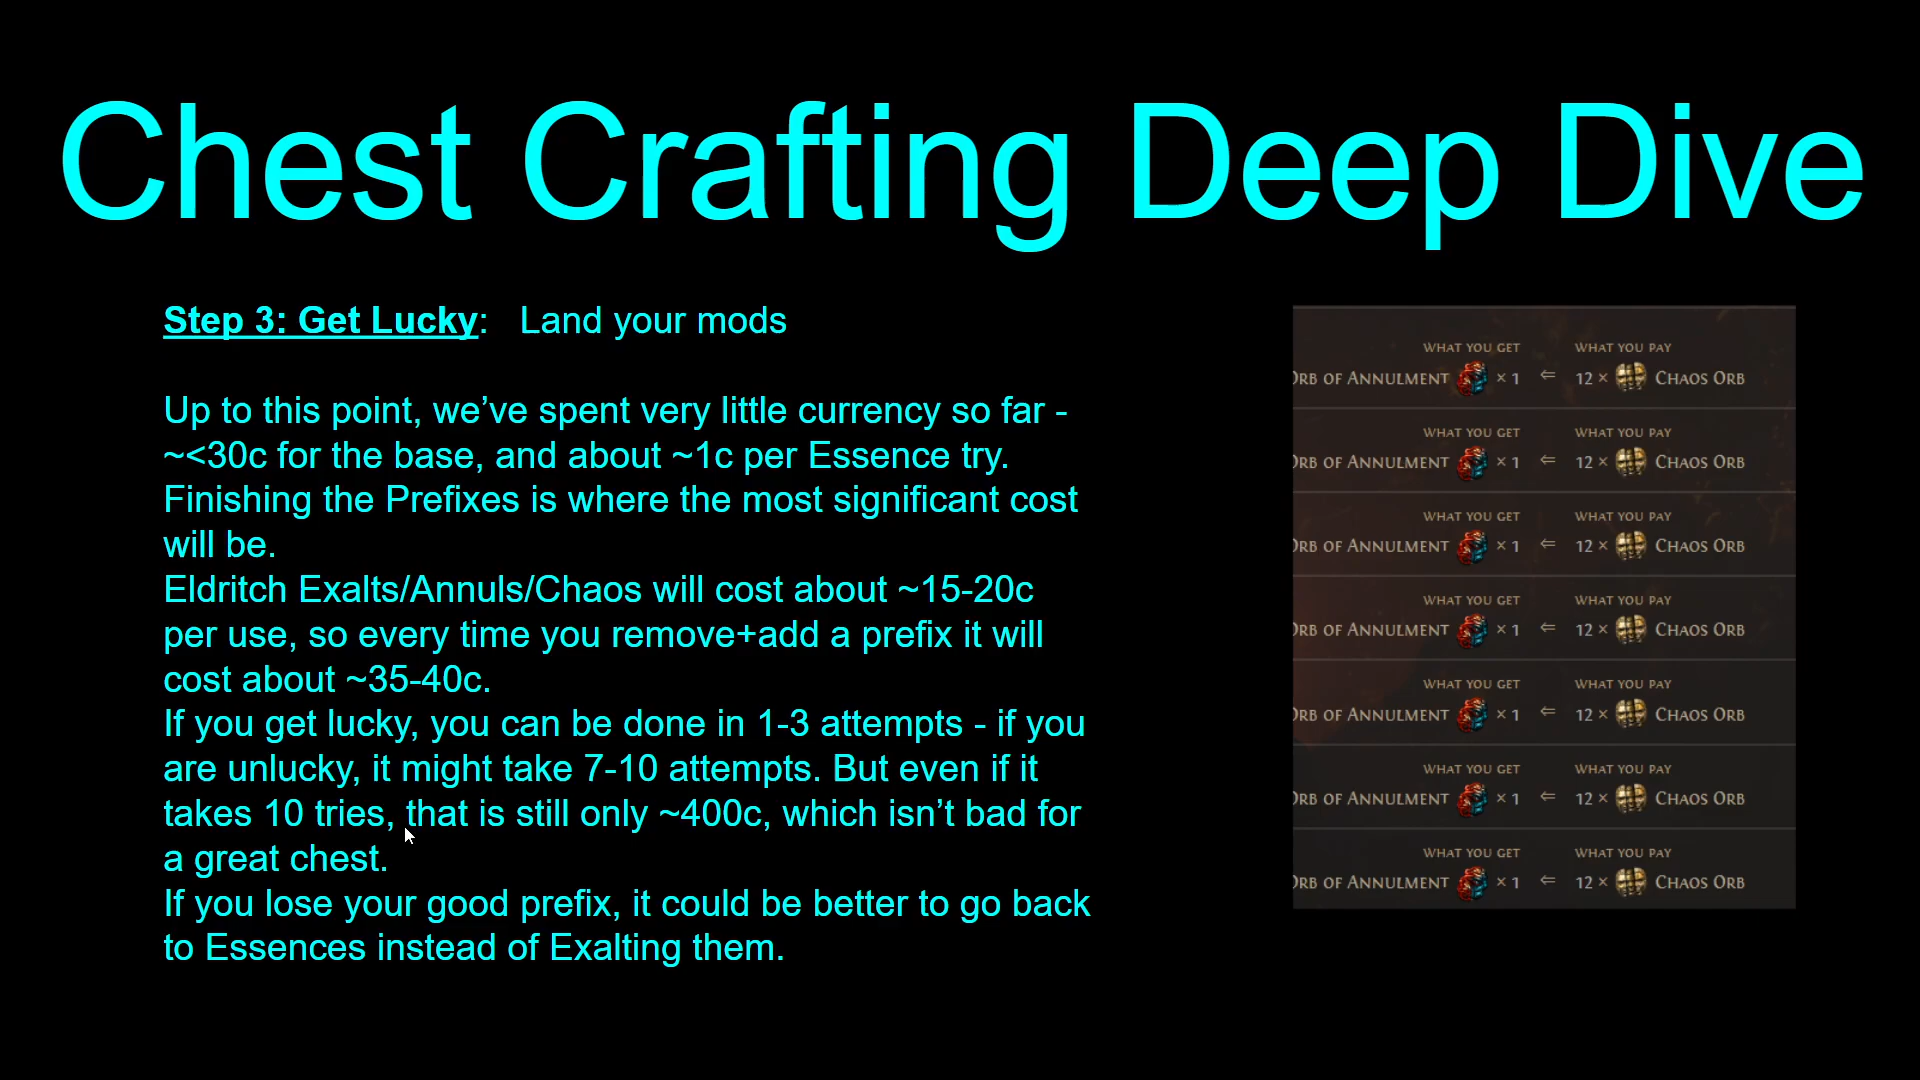 Chest Crafting Deep Dive
Step 3: Get Lucky: Land your mods
Up to this point, we've spent very little currency so far -
~<30c for the base, and about ~1c per Essence try.
Finishing the Prefixes is where the most significant cost
will be.
Eldritch Exalts/Annuls/Chaos will cost about ~15-20c
per use, so every time you remove+add a prefix it will
cost about ~35-40c.
If you get lucky, you can be done in 1-3 attempts - if you
are unlucky, it might take 7-10 attempts. But even if it
takes 10 tries, that is still only ~400c, which isn't bad for
a great chest.
If you lose your good prefix, it could be better to go back
to Essences instead of Exalting them.
WHAT YOU GET WHAT YOU PAY
ORB OF ANNULMENT × 1 ⇐ 12 × CHAOS ORB
WHAT YOU GET WHAT YOU PAY
ORB OF ANNULMENT × 1 ⇐ 12 × CHAOS ORB
WHAT YOU GET WHAT YOU PAY
ORB OF ANNULMENT × 1 ⇐ 12 × CHAOS ORB
WHAT YOU GET WHAT YOU PAY
ORB OF ANNULMENT × 1 ⇐ 12 × CHAOS ORB
WHAT YOU GET WHAT YOU PAY
ORB OF ANNULMENT × 1 ⇐ 12 × CHAOS ORB
WHAT YOU GET WHAT YOU PAY
ORB OF ANNULMENT × 1 ⇐ 12 × CHAOS ORB
WHAT YOU GET WHAT YOU PAY
ORB OF ANNULMENT × 1 ⇐ 12 × CHAOS ORB